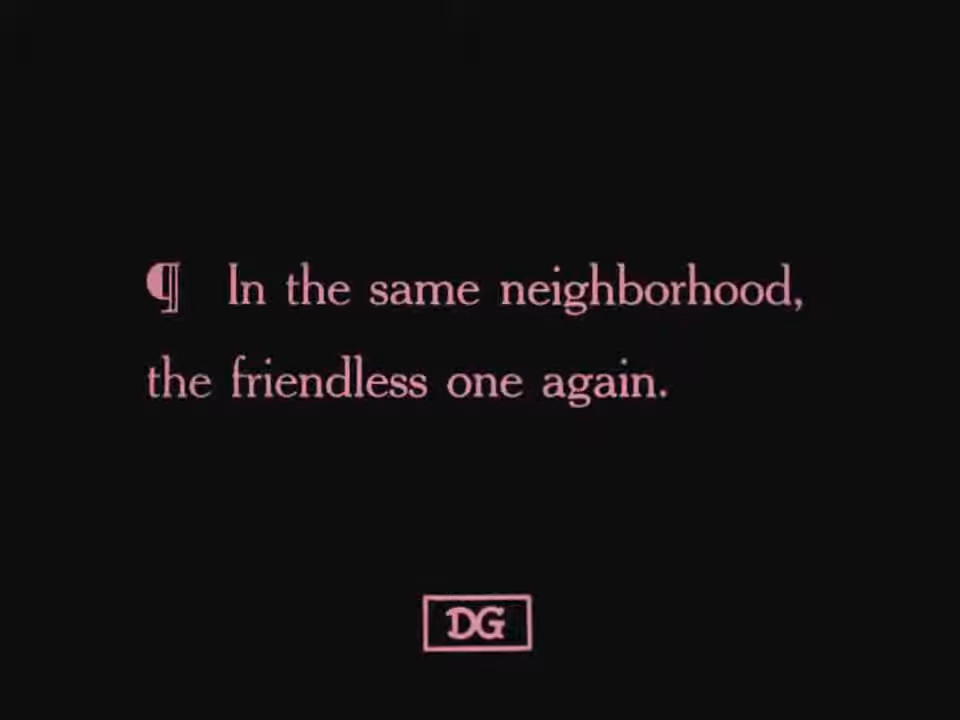 ¶ In the same neighborhood,
the friendless one again.
DG